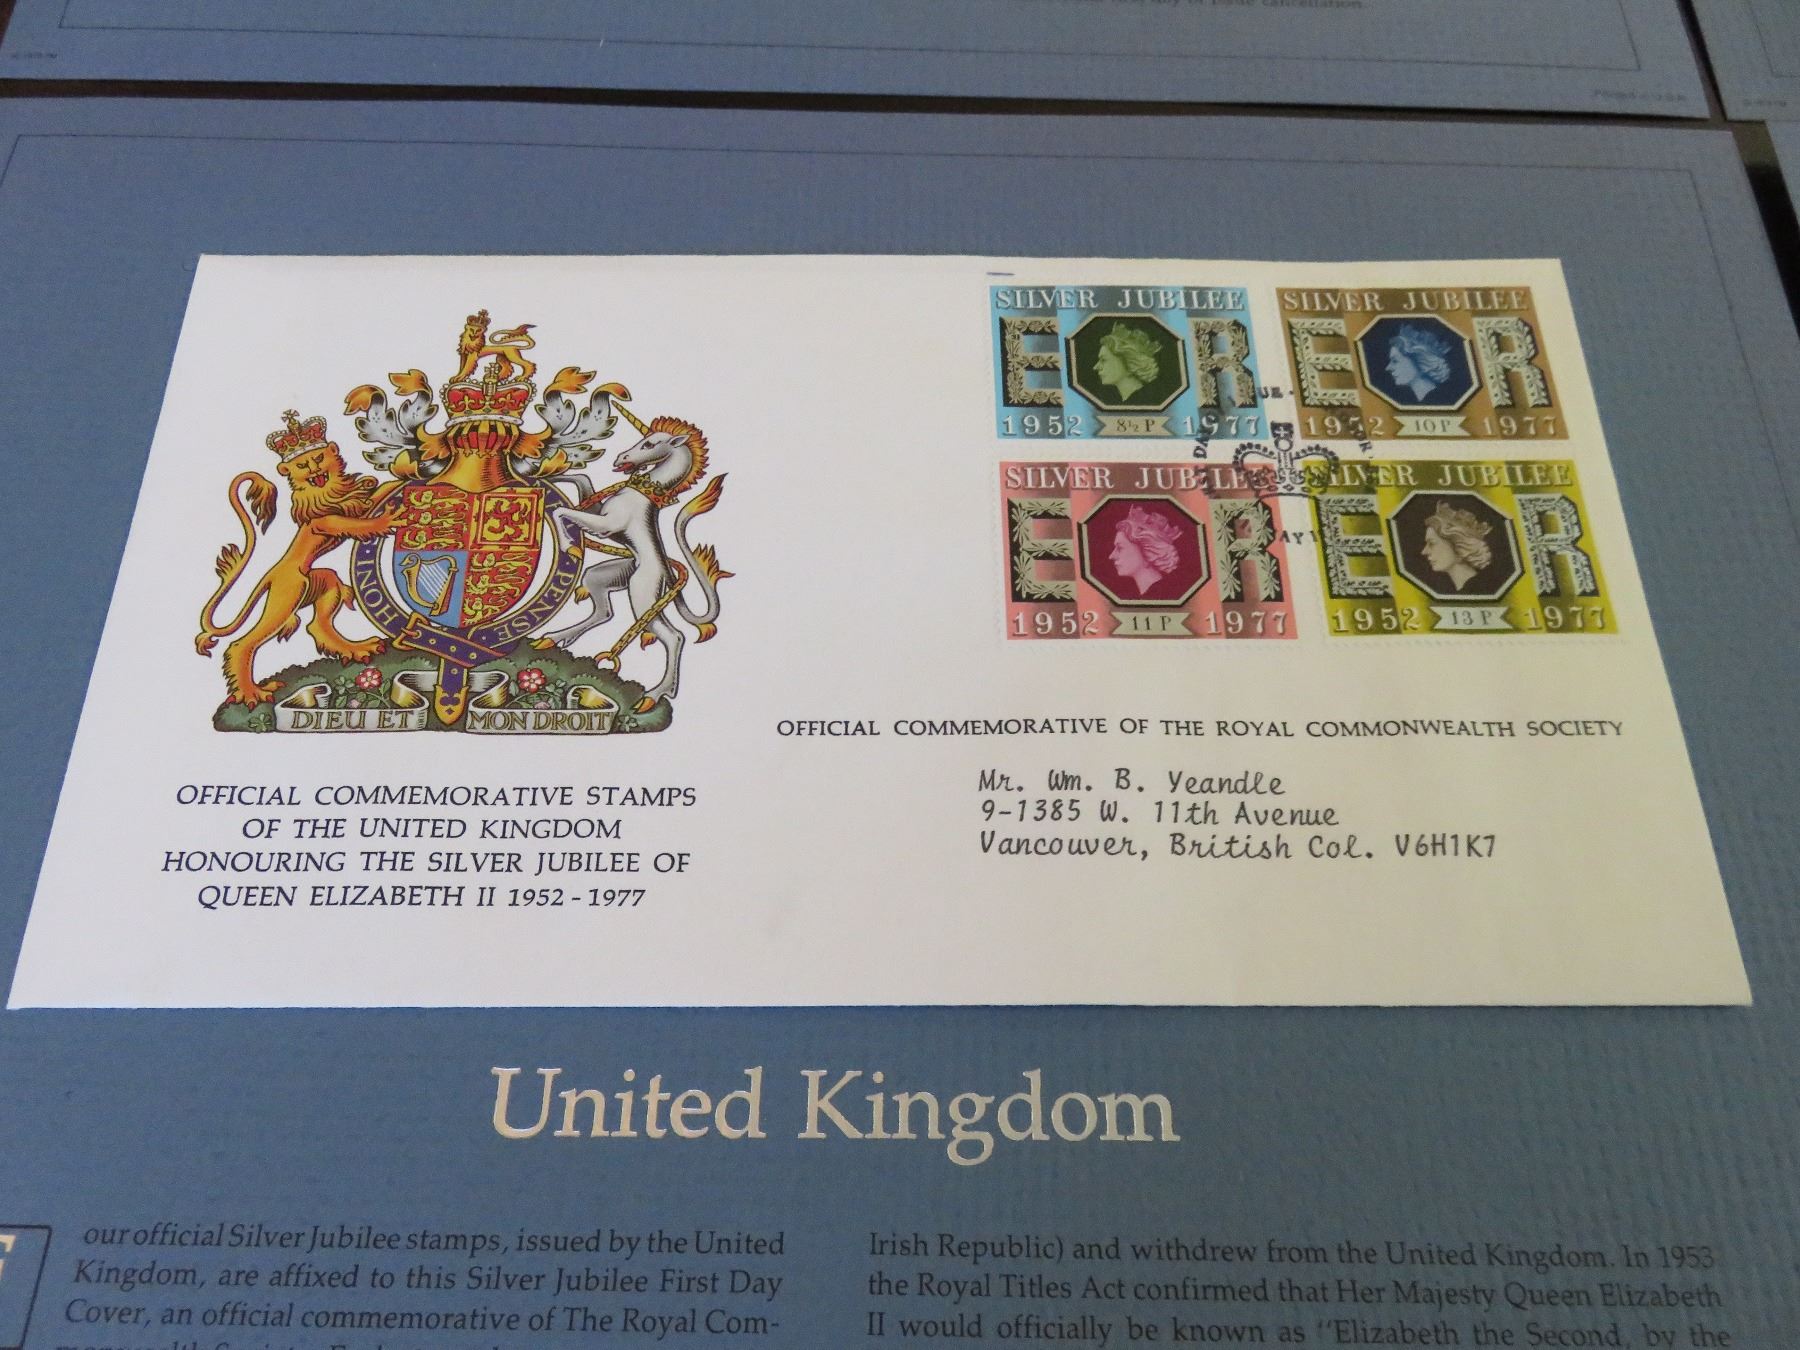 day of issue cancellation.
SILVER JUBILEE
E R
1952 8½P 1977
SILVER JUBILEE
E R
1952 10P 1977
SILVER JUBILEE
E R
1952 11P 1977
SILVER JUBILEE
E R
1952 13P 1977
HONI PENSE
DIEU ET MON DROIT
OFFICIAL COMMEMORATIVE OF THE ROYAL COMMONWEALTH SOCIETY
Mr. Wm. B. Yeandle
9-1385 W. 11th Avenue
Vancouver, British Col. V6H1K7
OFFICIAL COMMEMORATIVE STAMPS
OF THE UNITED KINGDOM
HONOURING THE SILVER JUBILEE OF
QUEEN ELIZABETH II 1952-1977
United Kingdom
our official Silver Jubilee stamps, issued by the United
Kingdom, are affixed to this Silver Jubilee First Day
Cover, an official commemorative of The Royal Com-
Irish Republic) and withdrew from the United Kingdom. In 1953
the Royal Titles Act confirmed that Her Majesty Queen Elizabeth
II would officially be known as "Elizabeth the Second, by the